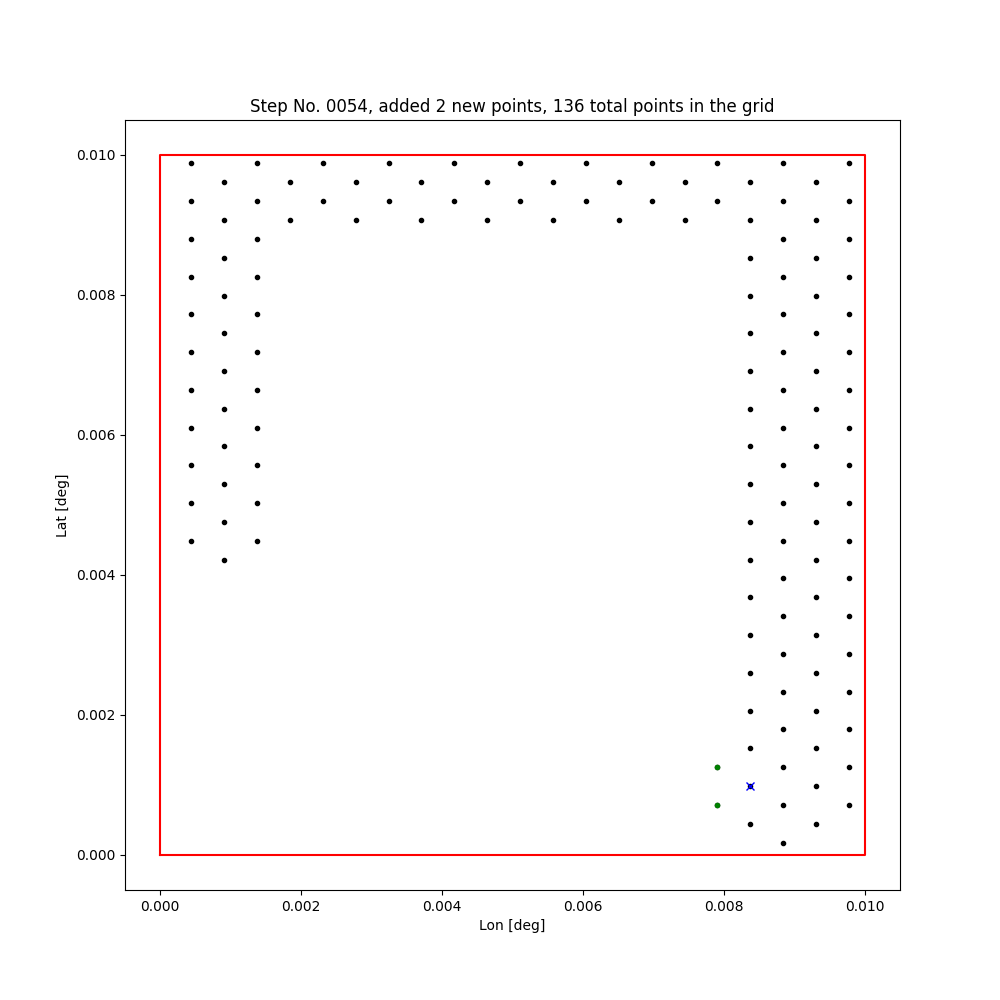 Step No. 0054, added 2 new points, 136 total points in the grid
0.010
0.008
0.006
0.004
0.002
0.000
Lat [deg]
0.000 0.002 0.004 0.006 0.008 0.010
Lon [deg]